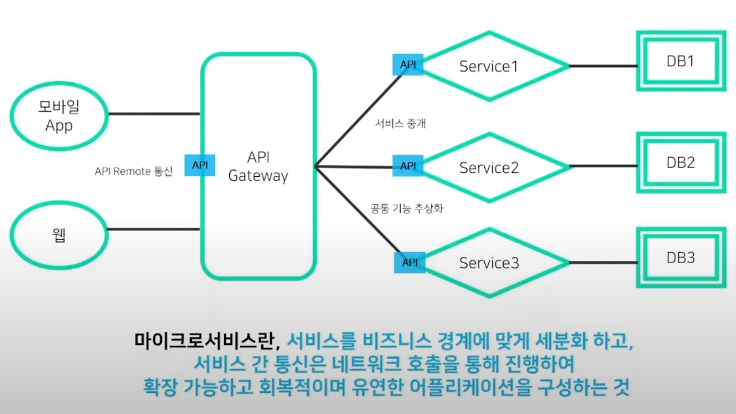 모바일
App
API Remote 통신
API
웹
API
Gateway
서비스 중개
공통 기능 추상화
API
Service1
DB1
API
Service2
DB2
API
Service3
DB3
마이크로서비스란, 서비스를 비즈니스 경계에 맞게 세분화 하고,
서비스 간 통신은 네트워크 호출을 통해 진행하여
확장 가능하고 회복적이며 유연한 어플리케이션을 구성하는 것